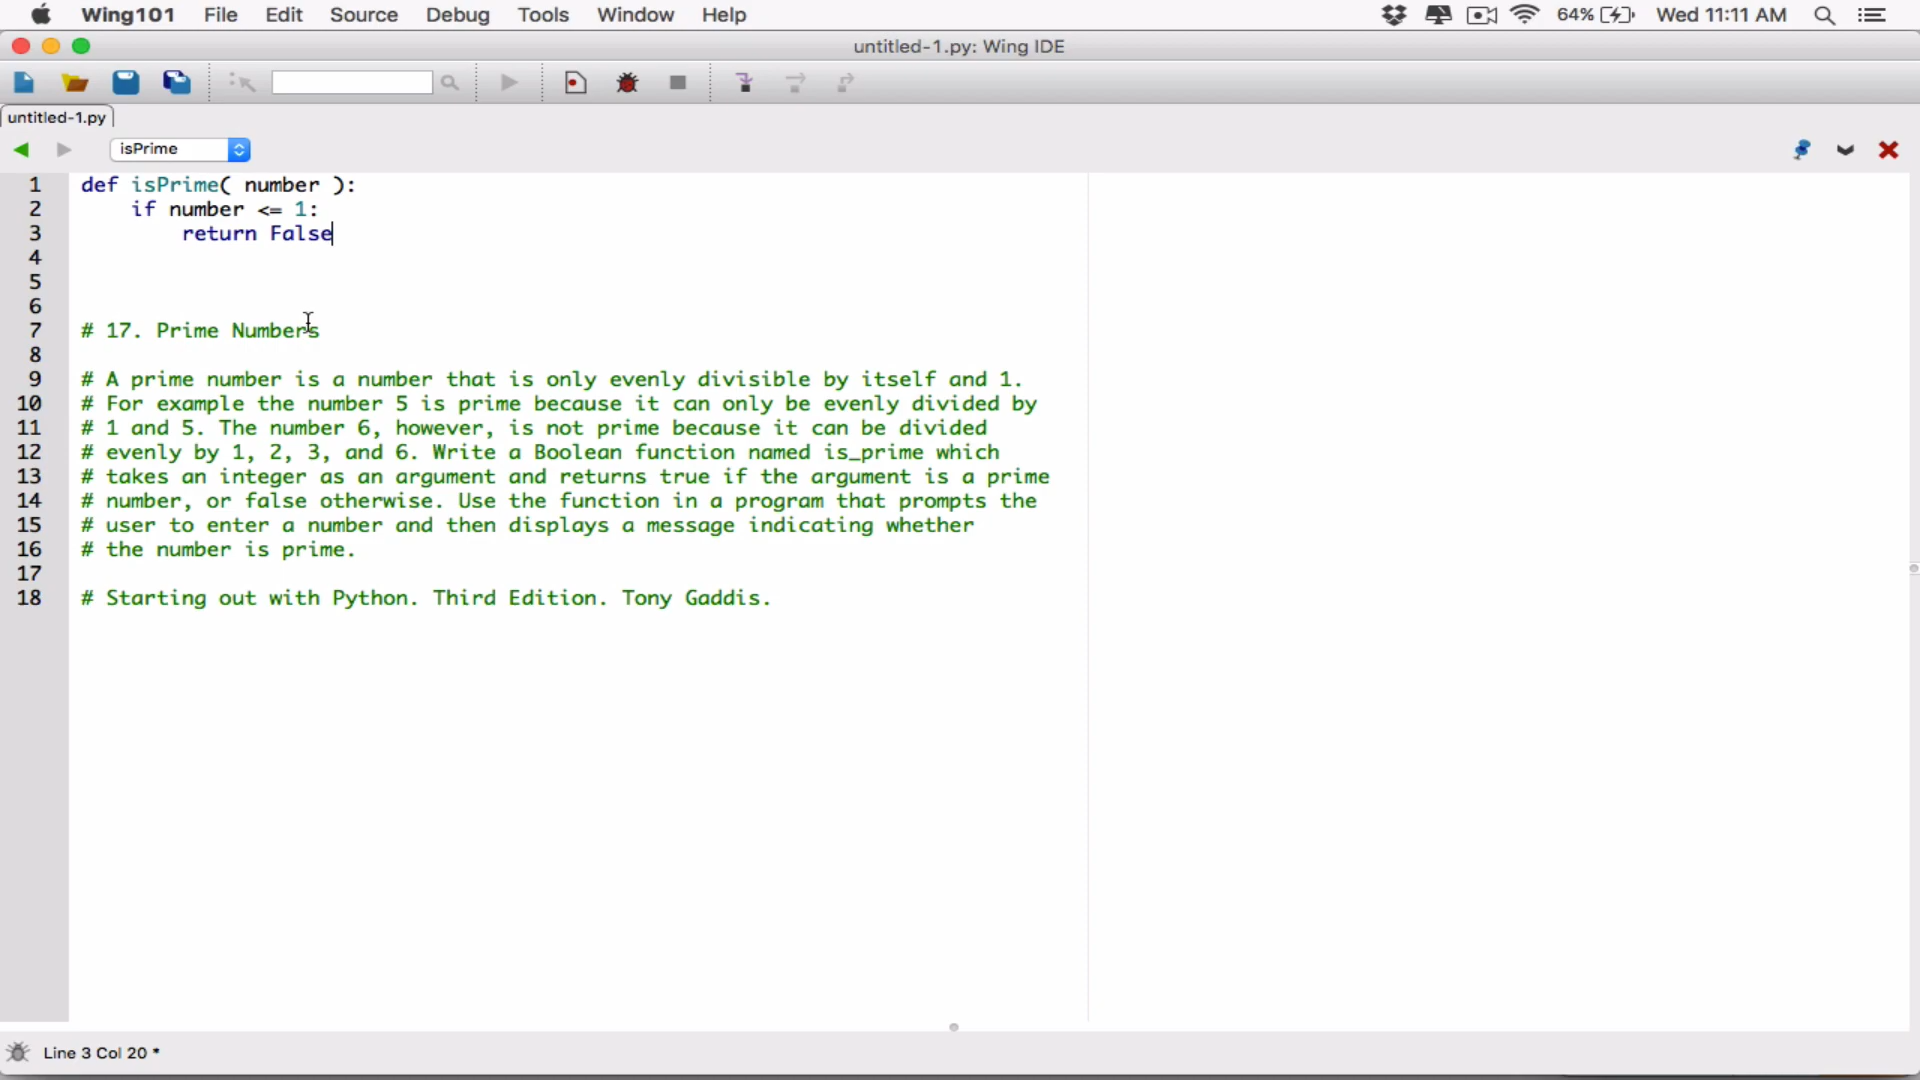 Wing101 File Edit Source Debug Tools Window Help 64% Wed 11:11 AM
untitled-1.py: Wing IDE
untitled-1.py
isPrime
1 def isPrime( number ):
2 if number <= 1:
3 return False
4
5
6
7 # 17. Prime Numbers
8
9 # A prime number is a number that is only evenly divisible by itself and 1.
10 # For example the number 5 is prime because it can only be evenly divided by
11 # 1 and 5. The number 6, however, is not prime because it can be divided
12 # evenly by 1, 2, 3, and 6. Write a Boolean function named is_prime which
13 # takes an integer as an argument and returns true if the argument is a prime
14 # number, or false otherwise. Use the function in a program that prompts the
15 # user to enter a number and then displays a message indicating whether
16 # the number is prime.
17
18 # Starting out with Python. Third Edition. Tony Gaddis.
Line 3 Col 20 *